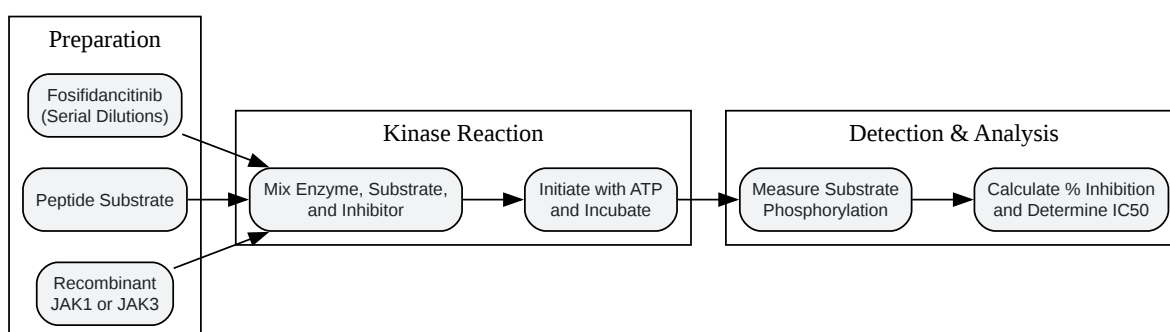 Preparation
Fosifidancitinib
(Serial Dilutions)
Peptide Substrate
Recombinant
JAK1 or JAK3
Kinase Reaction
Mix Enzyme, Substrate,
and Inhibitor
Initiate with ATP
and Incubate
Detection & Analysis
Measure Substrate
Phosphorylation
Calculate % Inhibition
and Determine IC50